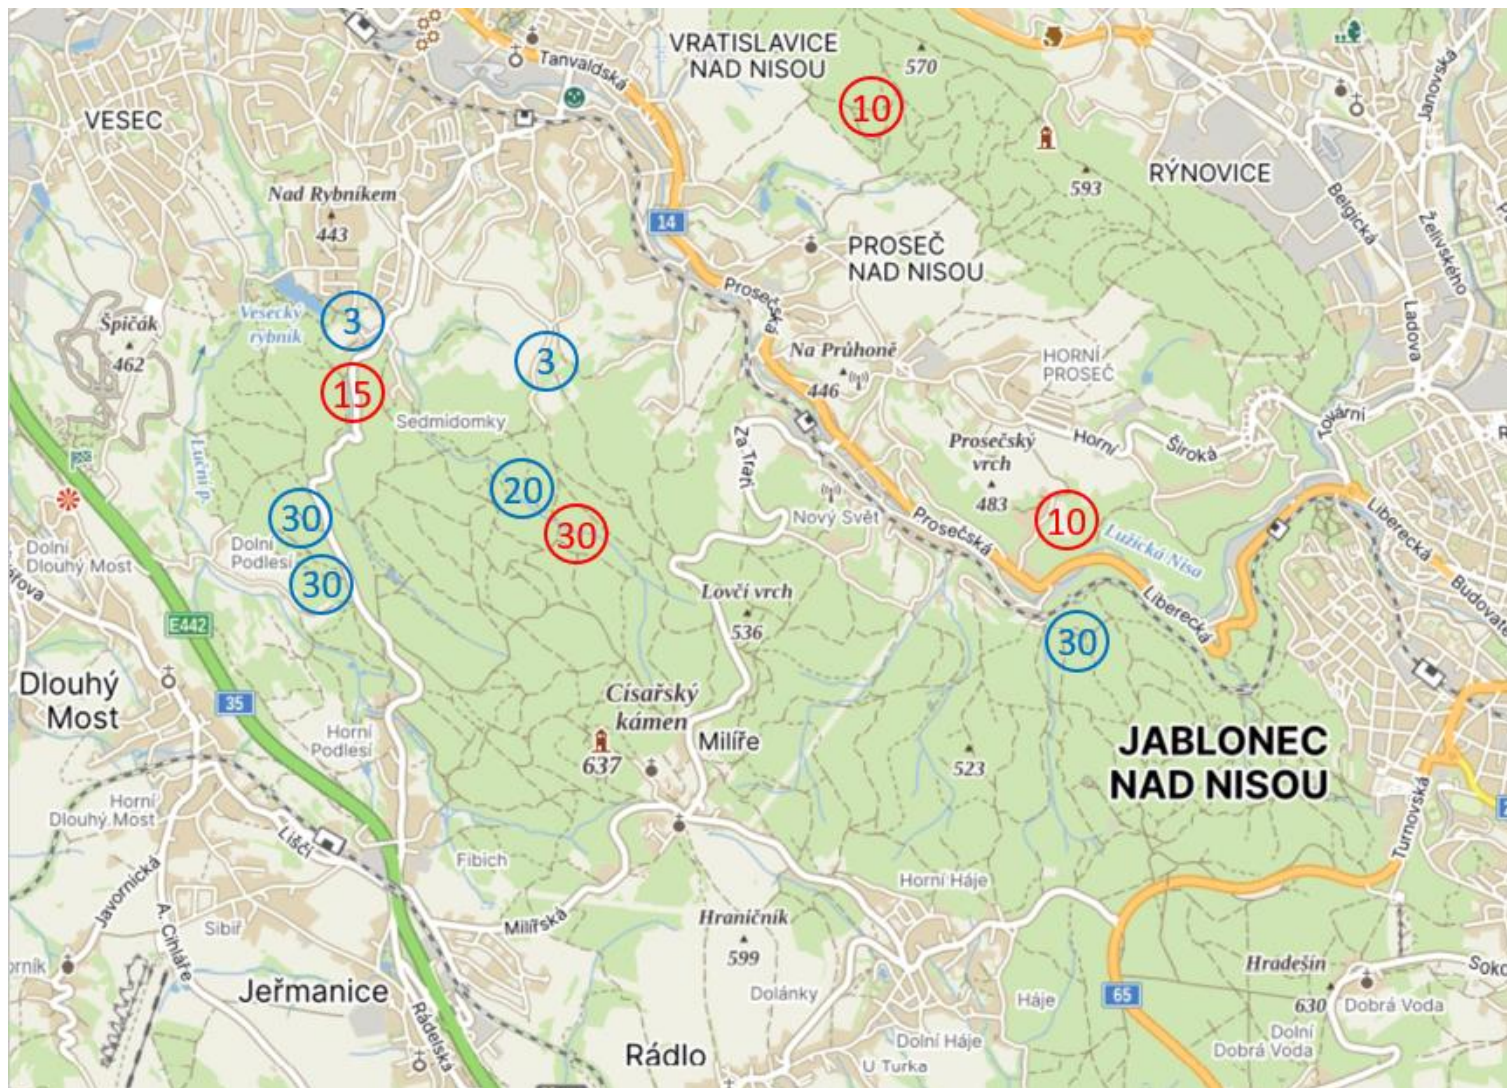 VRATISLAVICE
NAD NISOU
570
Tanvaldská
10
VESEC
Janovská
RÝNOVICE
593
Nad Rybníkem
443
14
Belgická
Želivského
PROSEČ
NAD NISOU
Prosečská
Ladova
Vesecký
rybník
3
Špičák
462
3
Na Průhoně
446
HORNÍ
PROSEČ
15
Sedmidomky
Tovární
Za Tratí
Horní
Široká
Prosečský
vrch
483
Luční p.
20
30
Nový Svět
Prosečská
10
Lužická Nisa
Liberecká
30
Dolní
Dlouhý Most
Dolní
Podlesí
30
Lovčí vrch
536
Liberecká
E442
30
Dlouhý
Most
35
Císařský
kámen
637
Milíře
Horní
Podlesí
523
JABLONEC
NAD NISOU
Horní
Dlouhý Most
Liščí
Turnovská
Fibich
Horní Háje
Javornická
A. Cihláře
Sibiř
Milířská
Hraničník
599
Hradešín
630
Jeřmanice
Dolánky
Háje
65
Dobrá Voda
Rádelská
Dolní Háje
Dolní
Dobrá Voda
Rádlo
U Turka